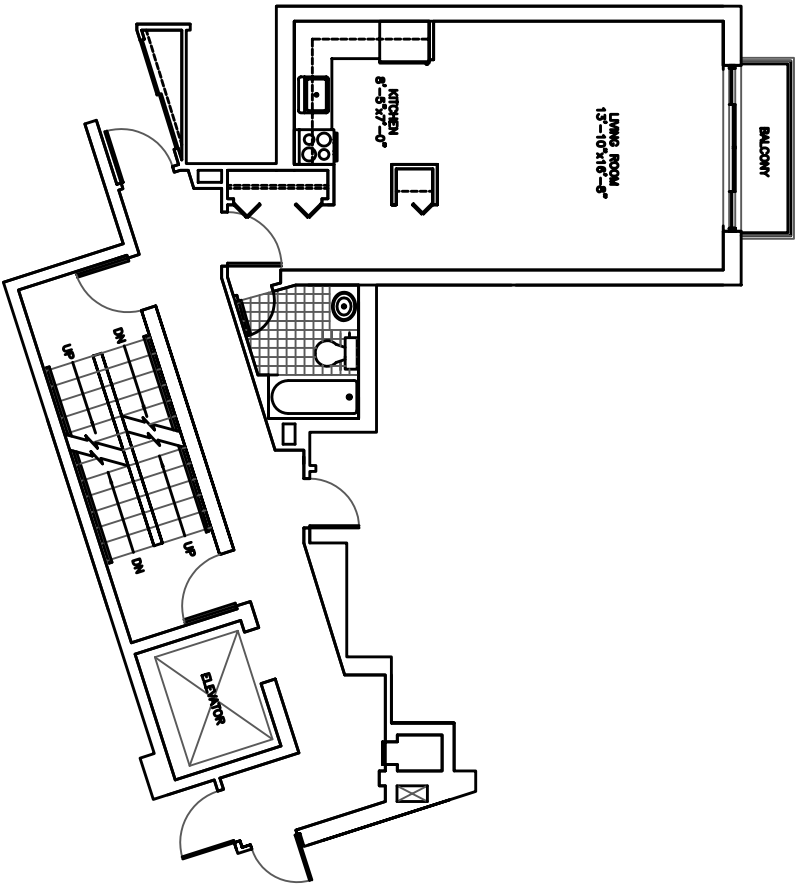 BALCONY
LIVING ROOM
13'-10"x16'-8"
KITCHEN
8'-5"x7'-0"
DN
UP
UP
DN
ELEVATOR